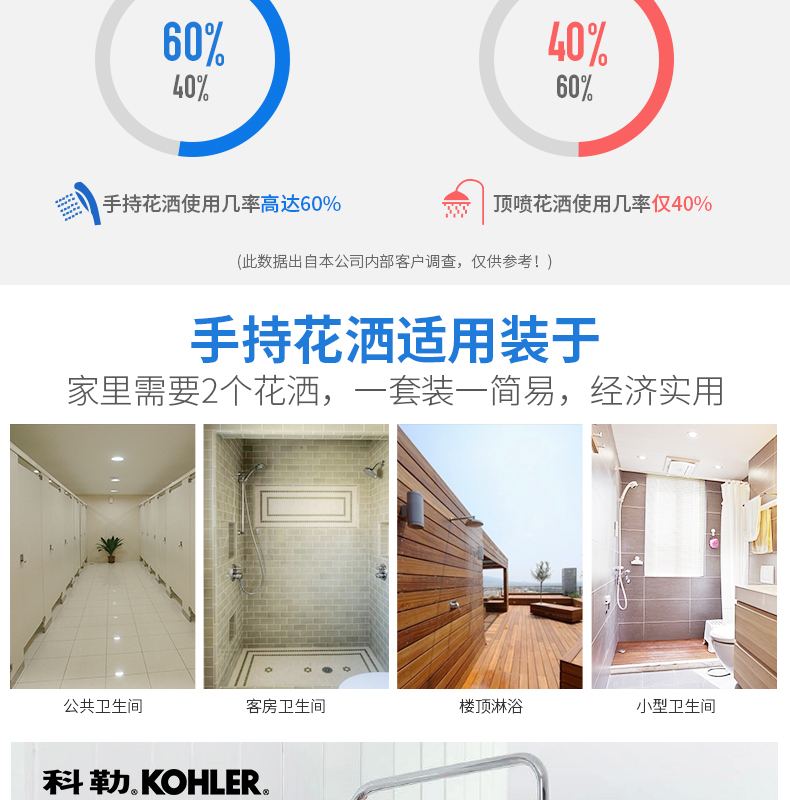 60%
40%
40%
60%
手持花洒使用几率高达60%
顶喷花洒使用几率仅40%
(此数据出自本公司内部客户调查，仅供参考！)
手持花洒适用装于
家里需要2个花洒，一套装一简易，经济实用
公共卫生间
客房卫生间
楼顶淋浴
小型卫生间
科勒®KOHLER®